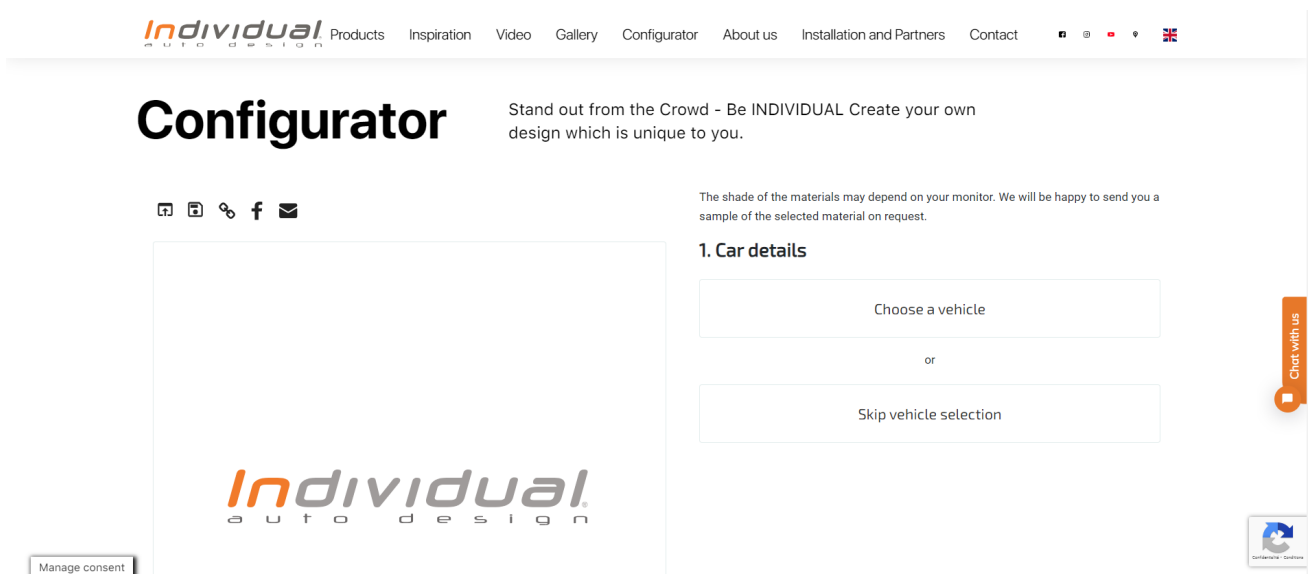 Individual®
auto design
Products Inspiration Video Gallery Configurator About us Installation and Partners Contact
Configurator
Stand out from the Crowd - Be INDIVIDUAL Create your own
design which is unique to you.
The shade of the materials may depend on your monitor. We will be happy to send you a
sample of the selected material on request.
1. Car details
Choose a vehicle
or
Skip vehicle selection
Chat with us
Individual®
auto design
Manage consent
Confidentialité - Conditions